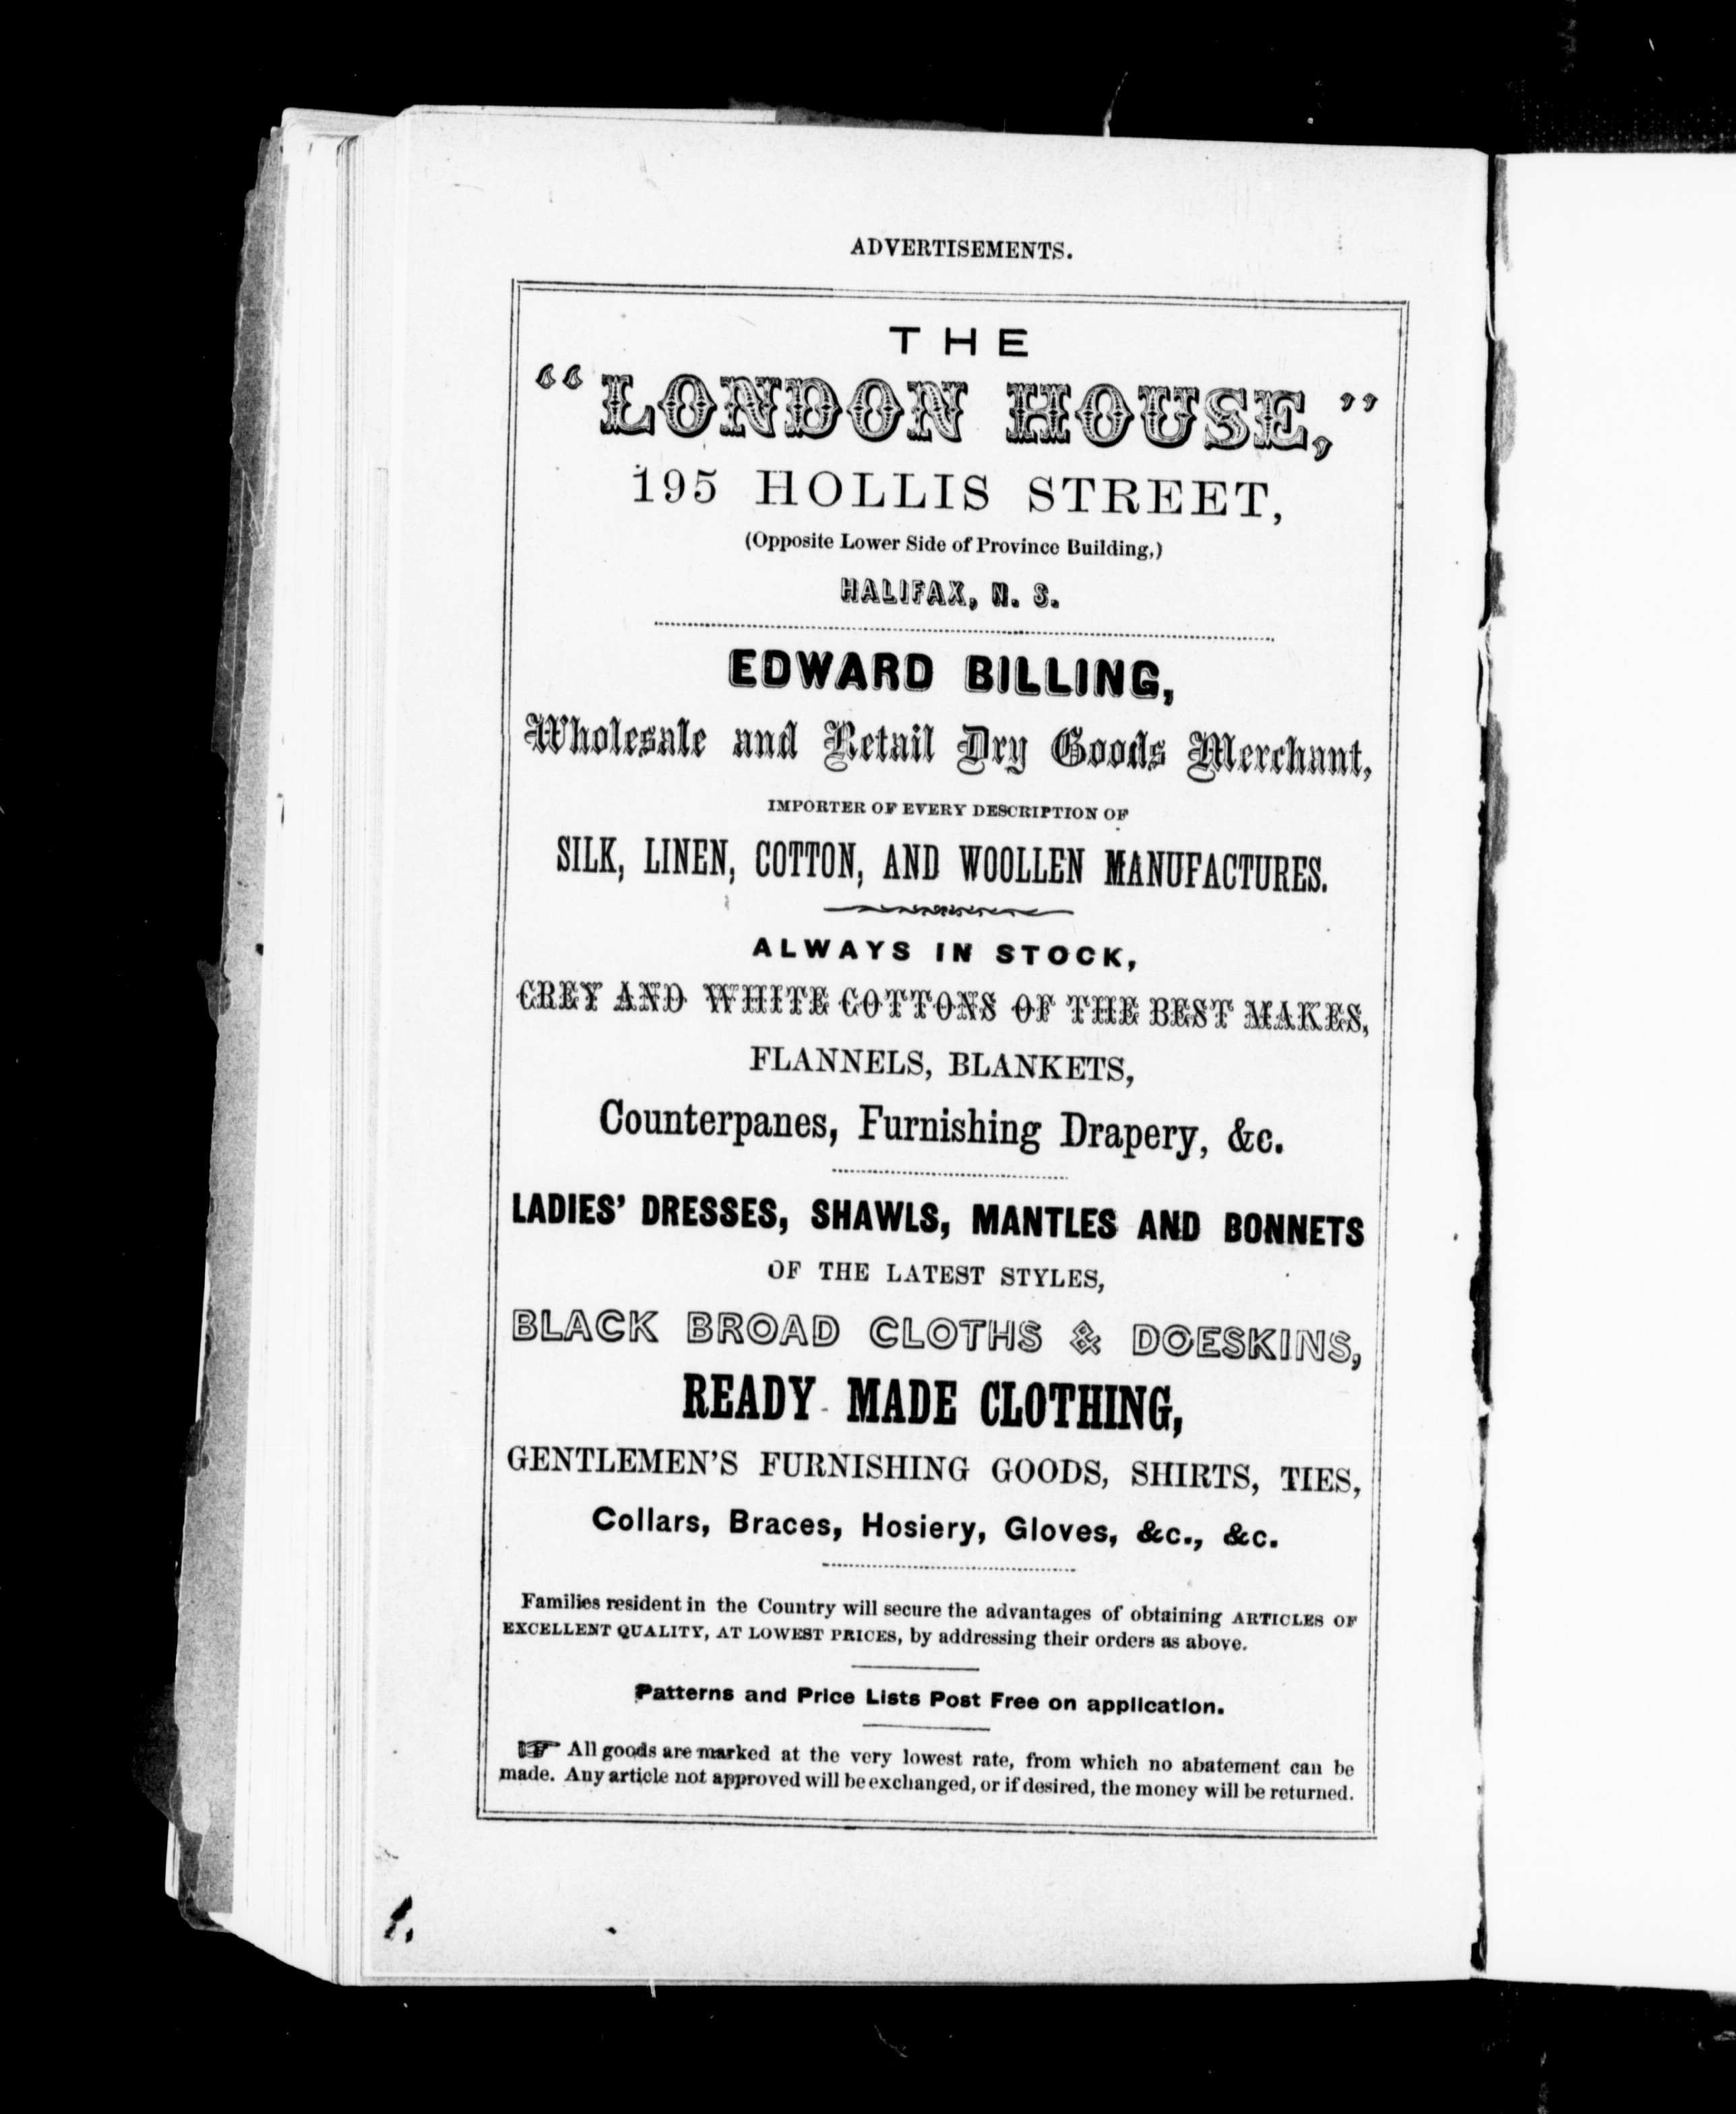 ADVERTISEMENTS.
THE
"LONDON HOUSE,"
195 HOLLIS STREET,
(Opposite Lower Side of Province Building,)
HALIFAX, N. S.
EDWARD BILLING,
Wholesale and Retail Dry Goods Merchant,
IMPORTER OF EVERY DESCRIPTION OF
SILK, LINEN, COTTON, AND WOOLLEN MANUFACTURES.
ALWAYS IN STOCK,
GREY AND WHITE COTTONS OF THE BEST MAKES,
FLANNELS, BLANKETS,
Counterpanes, Furnishing Drapery, &c.
LADIES' DRESSES, SHAWLS, MANTLES AND BONNETS
OF THE LATEST STYLES,
BLACK BROAD CLOTHS & DOESKINS,
READY-MADE CLOTHING,
GENTLEMEN'S FURNISHING GOODS, SHIRTS, TIES,
Collars, Braces, Hosiery, Gloves, &c., &c.
Families resident in the Country will secure the advantages of obtaining ARTICLES OF
EXCELLENT QUALITY, AT LOWEST PRICES, by addressing their orders as above.
Patterns and Price Lists Post Free on application.
☞ All goods are marked at the very lowest rate, from which no abatement can be
made. Any article not approved will be exchanged, or if desired, the money will be returned.